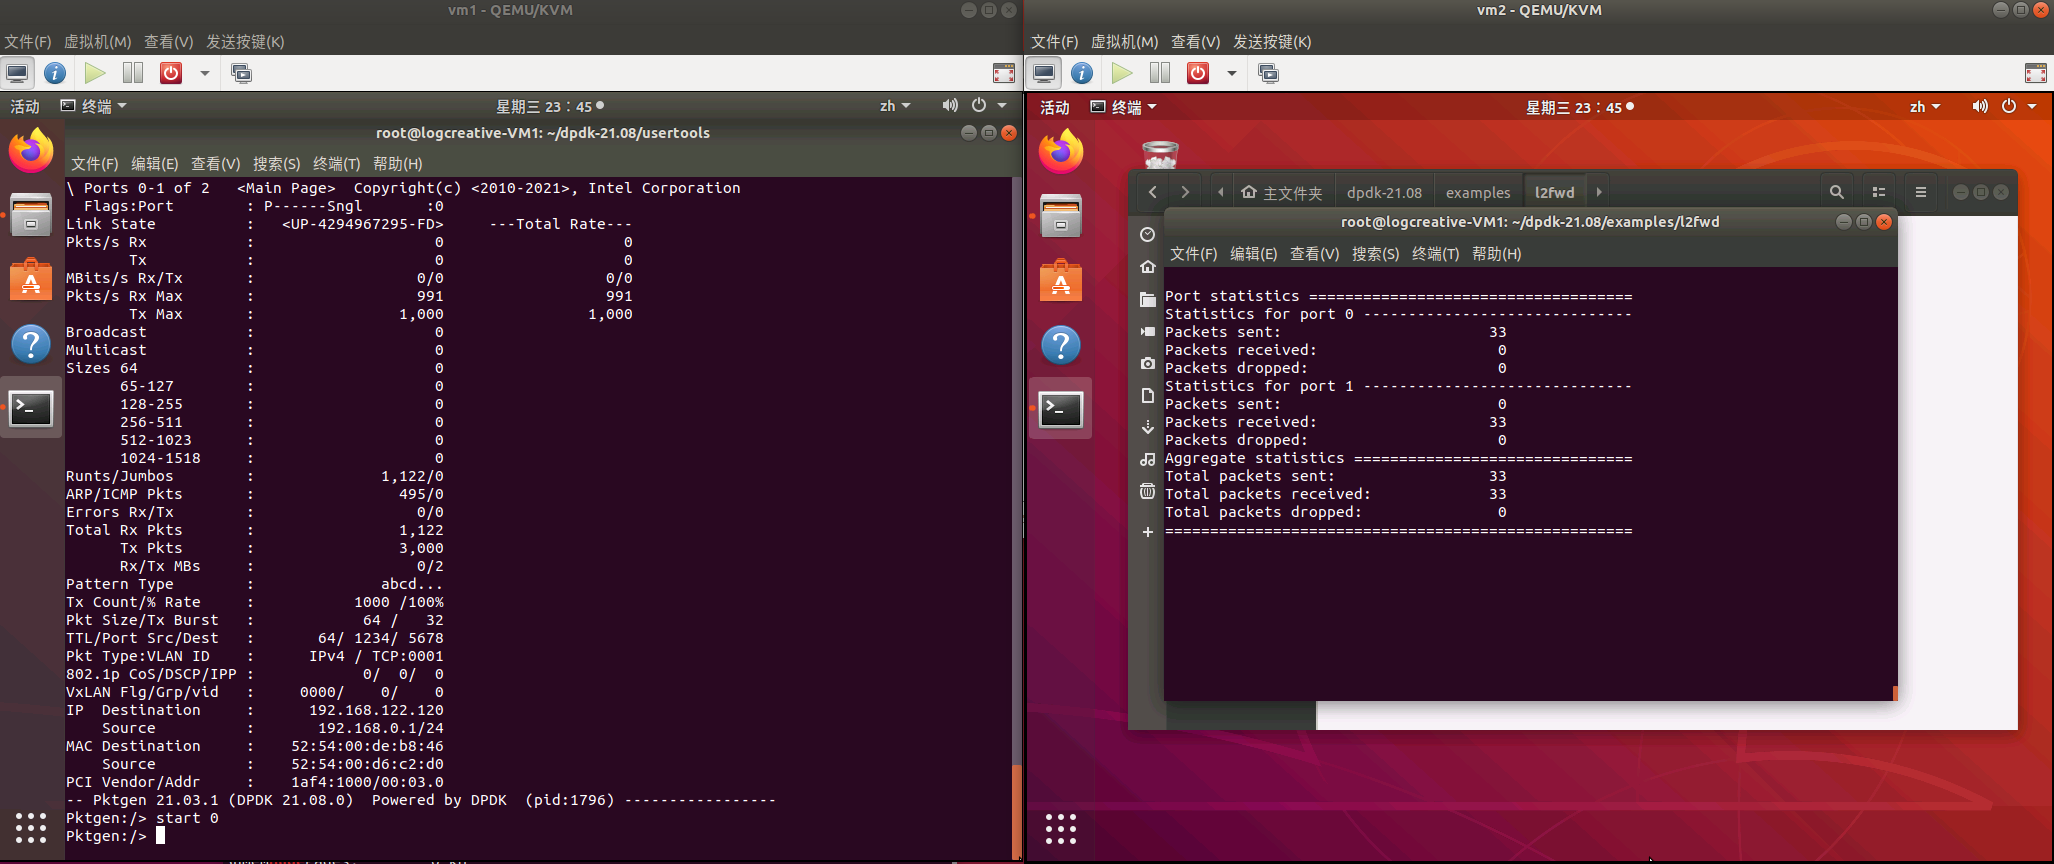 vm1 - QEMU/KVM
文件(F) 虚拟机(M) 查看(V) 发送按键(K)
活动 终端 星期三 23：45 zh
root@logcreative-VM1: ~/dpdk-21.08/usertools
文件(F) 编辑(E) 查看(V) 搜索(S) 终端(T) 帮助(H)
\ Ports 0-1 of 2 <Main Page> Copyright(c) <2010-2021>, Intel Corporation
Flags:Port : P------Sngl :0
Link State : <UP-4294967295-FD> ---Total Rate---
Pkts/s Rx : 0 0
Tx : 0 0
MBits/s Rx/Tx : 0/0 0/0
Pkts/s Rx Max : 991 991
Tx Max : 1,000 1,000
Broadcast : 0
Multicast : 0
Sizes 64 : 0
65-127 : 0
128-255 : 0
256-511 : 0
512-1023 : 0
1024-1518 : 0
Runts/Jumbos : 1,122/0
ARP/ICMP Pkts : 495/0
Errors Rx/Tx : 0/0
Total Rx Pkts : 1,122
Tx Pkts : 3,000
Rx/Tx MBs : 0/2
Pattern Type : abcd...
Tx Count/% Rate : 1000 /100%
Pkt Size/Tx Burst : 64 / 32
TTL/Port Src/Dest : 64/ 1234/ 5678
Pkt Type:VLAN ID : IPv4 / TCP:0001
802.1p CoS/DSCP/IPP : 0/ 0/ 0
VxLAN Flg/Grp/vid : 0000/ 0/ 0
IP Destination : 192.168.122.120
Source : 192.168.0.1/24
MAC Destination : 52:54:00:de:b8:46
Source : 52:54:00:d6:c2:d0
PCI Vendor/Addr : 1af4:1000/00:03.0
-- Pktgen 21.03.1 (DPDK 21.08.0) Powered by DPDK (pid:1796) -----------------
Pktgen:/> start 0
Pktgen:/>
vm2 - QEMU/KVM
文件(F) 虚拟机(M) 查看(V) 发送按键(K)
活动 终端 星期三 23：45 zh
主文件夹 dpdk-21.08 examples l2fwd
root@logcreative-VM1: ~/dpdk-21.08/examples/l2fwd
文件(F) 编辑(E) 查看(V) 搜索(S) 终端(T) 帮助(H)
Port statistics ====================================
Statistics for port 0 ------------------------------
Packets sent: 33
Packets received: 0
Packets dropped: 0
Statistics for port 1 ------------------------------
Packets sent: 0
Packets received: 33
Packets dropped: 0
Aggregate statistics ===============================
Total packets sent: 33
Total packets received: 33
Total packets dropped: 0
====================================================